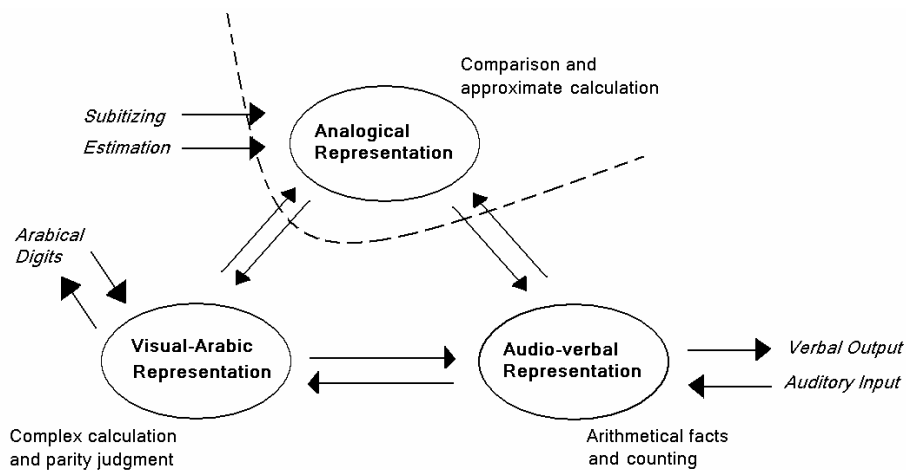 Comparison and
approximate calculation
Subitizing
Estimation
Analogical
Representation
Arabical
Digits
Visual-Arabic
Representation
Audio-verbal
Representation
Verbal Output
Auditory Input
Complex calculation
and parity judgment
Arithmetical facts
and counting